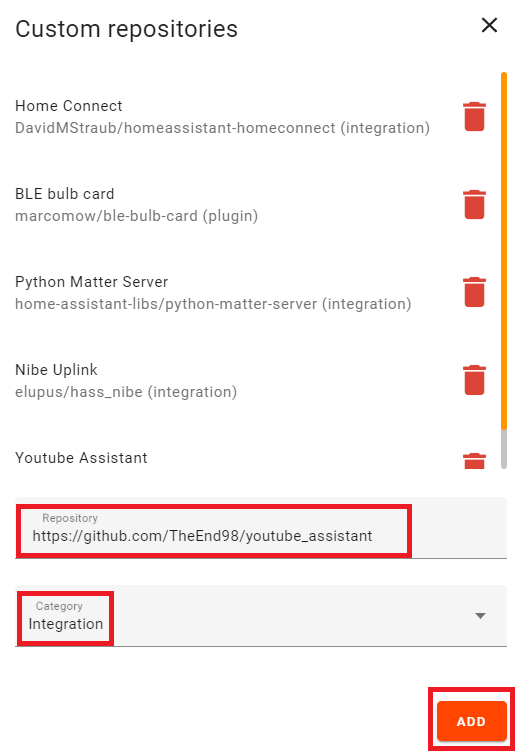 Custom repositories
Home Connect
DavidMStraub/homeassistant-homeconnect (integration)
BLE bulb card
marcomow/ble-bulb-card (plugin)
Python Matter Server
home-assistant-libs/python-matter-server (integration)
Nibe Uplink
elupus/hass_nibe (integration)
Youtube Assistant
Repository
https://github.com/TheEnd98/youtube_assistant
Category
Integration
ADD